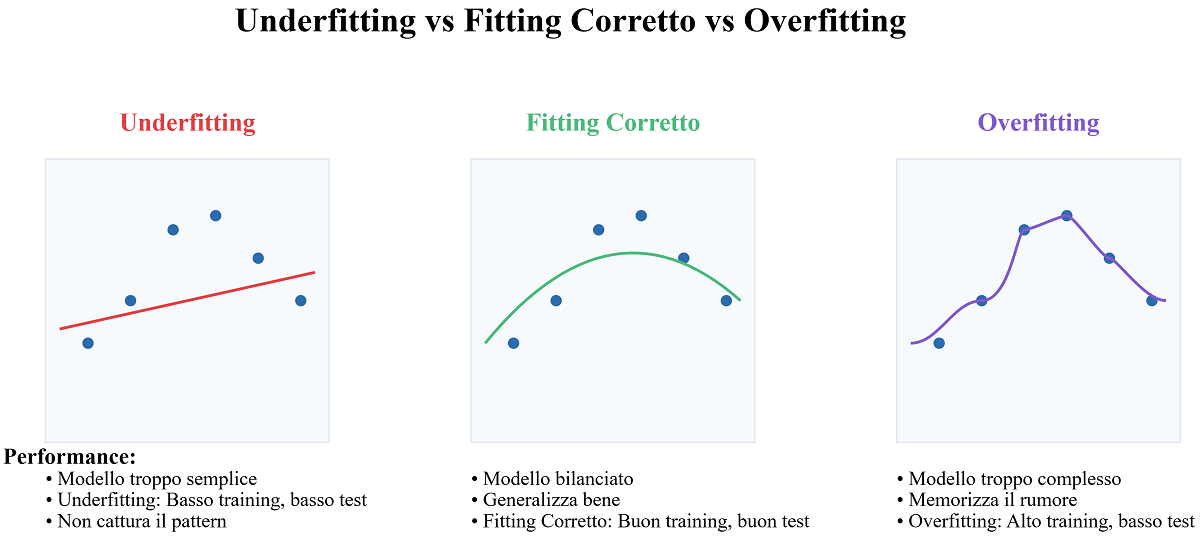 Underfitting vs Fitting Corretto vs Overfitting
Underfitting
Fitting Corretto
Overfitting
Performance:
• Modello troppo semplice
• Underfitting: Basso training, basso test
• Non cattura il pattern
• Modello bilanciato
• Generalizza bene
• Fitting Corretto: Buon training, buon test
• Modello troppo complesso
• Memorizza il rumore
• Overfitting: Alto training, basso test